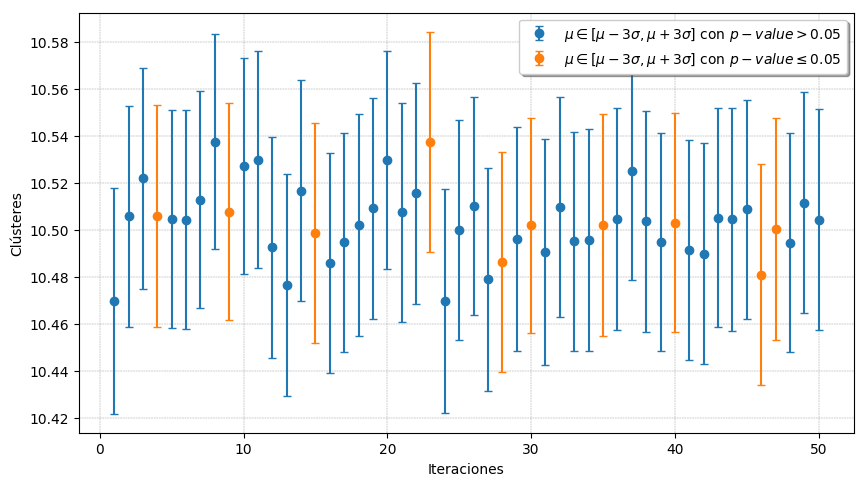 μ ∈ [μ − 3σ, μ + 3σ] con p − value > 0.05
μ ∈ [μ − 3σ, μ + 3σ] con p − value ≤ 0.05
10.58
10.56
10.54
10.52
10.50
10.48
10.46
10.44
10.42
Clústeres
0 10 20 30 40 50
Iteraciones